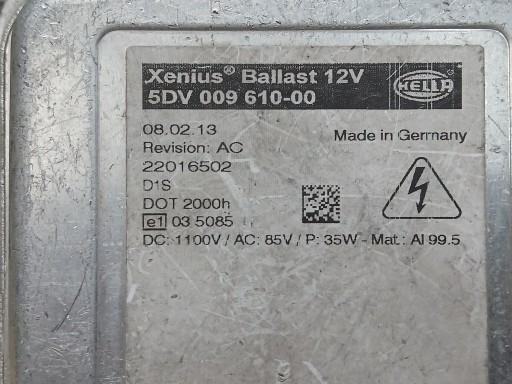 Xenius® Ballast 12V
5DV 009 610-00
HELLA
08.02.13
Made in Germany
Revision: AC
22016502
D1S
DOT 2000h
e1 03 5085
DC: 1100V / AC: 85V / P: 35W - Mat.: Al 99.5